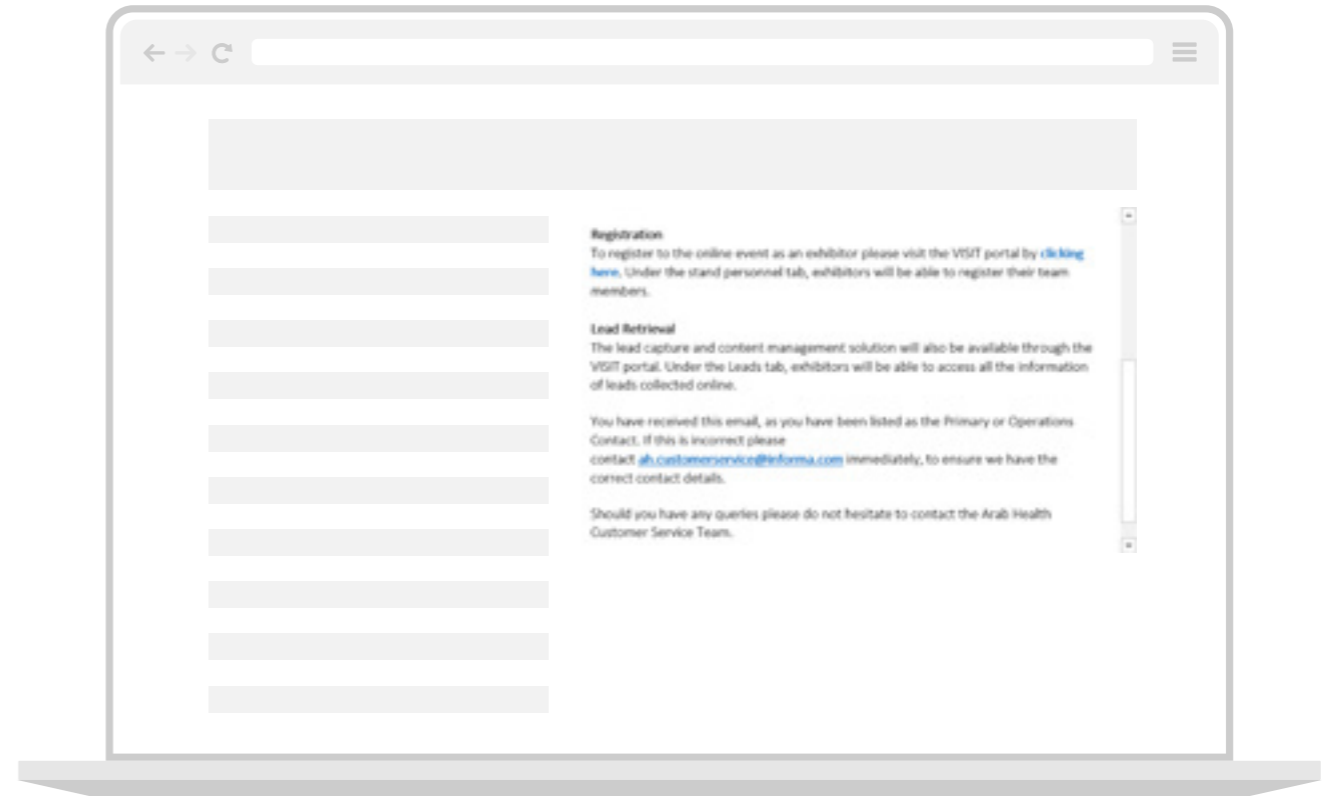 Registration
To register to the online event as an exhibitor please visit the VISIT portal by clicking
here. Under the stand personnel tab, exhibitors will be able to register their team
members.
Lead Retrieval
The lead capture and content management solution will also be available through the
VISIT portal. Under the Leads tab, exhibitors will be able to access all the information
of leads collected online.
You have received this email, as you have been listed as the Primary or Operations
Contact. If this is incorrect please
contact ah.customerservice@informa.com immediately, to ensure we have the
correct contact details.
Should you have any queries please do not hesitate to contact the Arab Health
Customer Service Team.